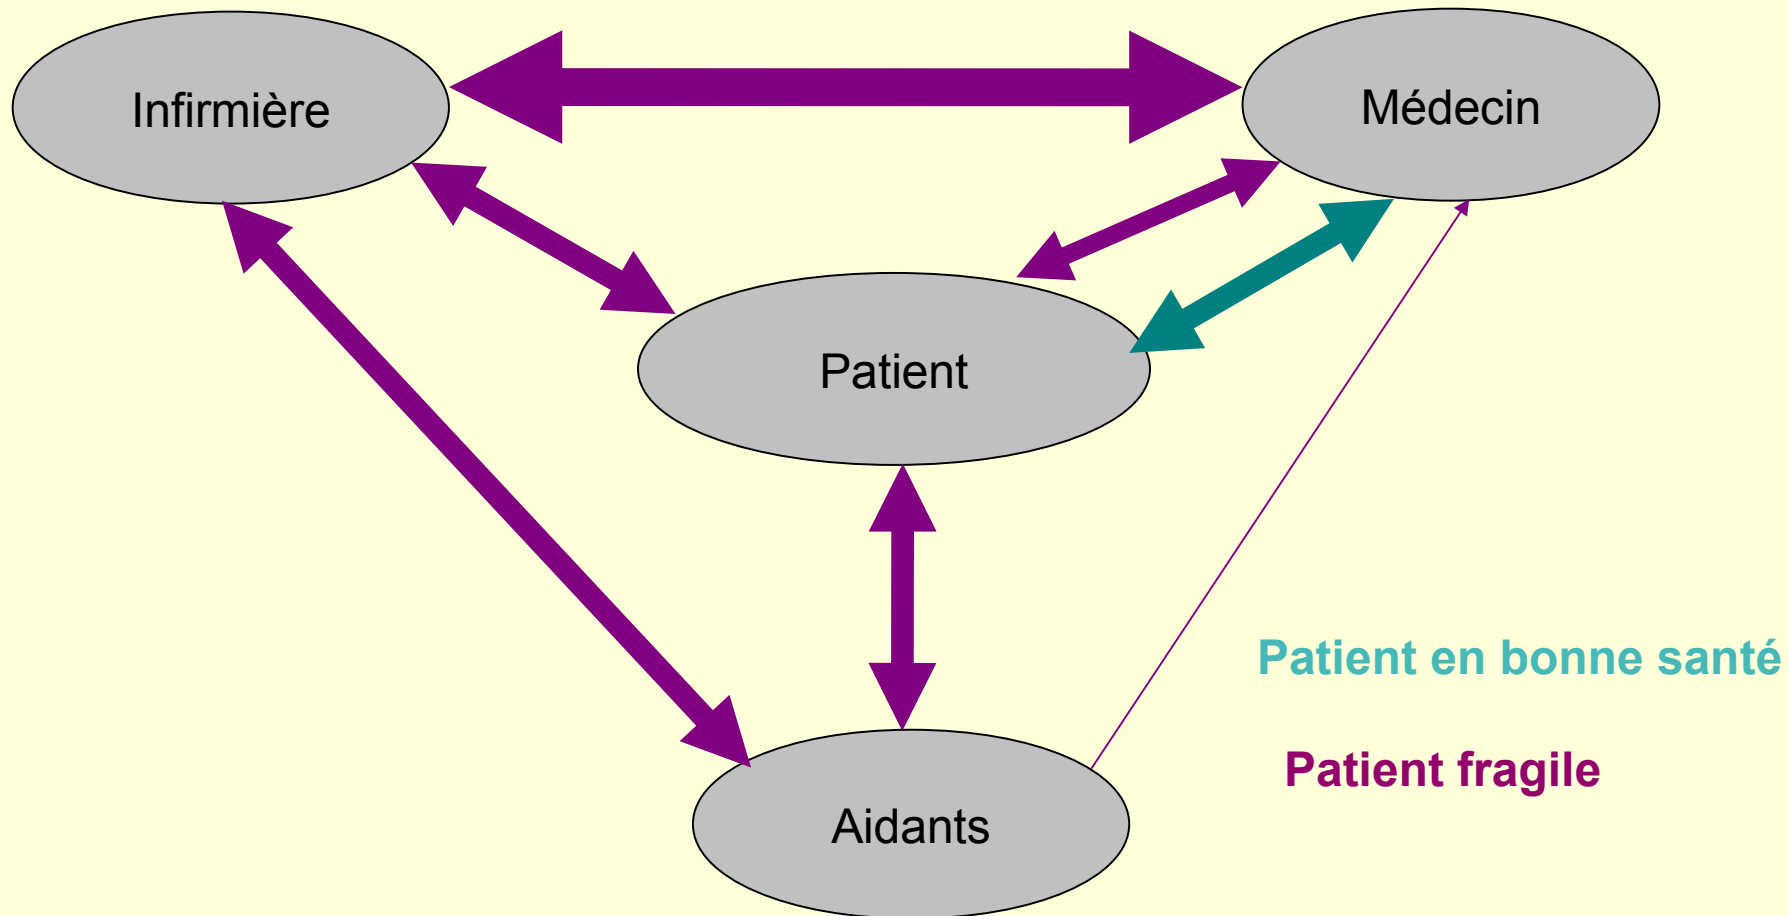 Infirmière
Médecin
Patient
Patient en bonne santé
Patient fragile
Aidants